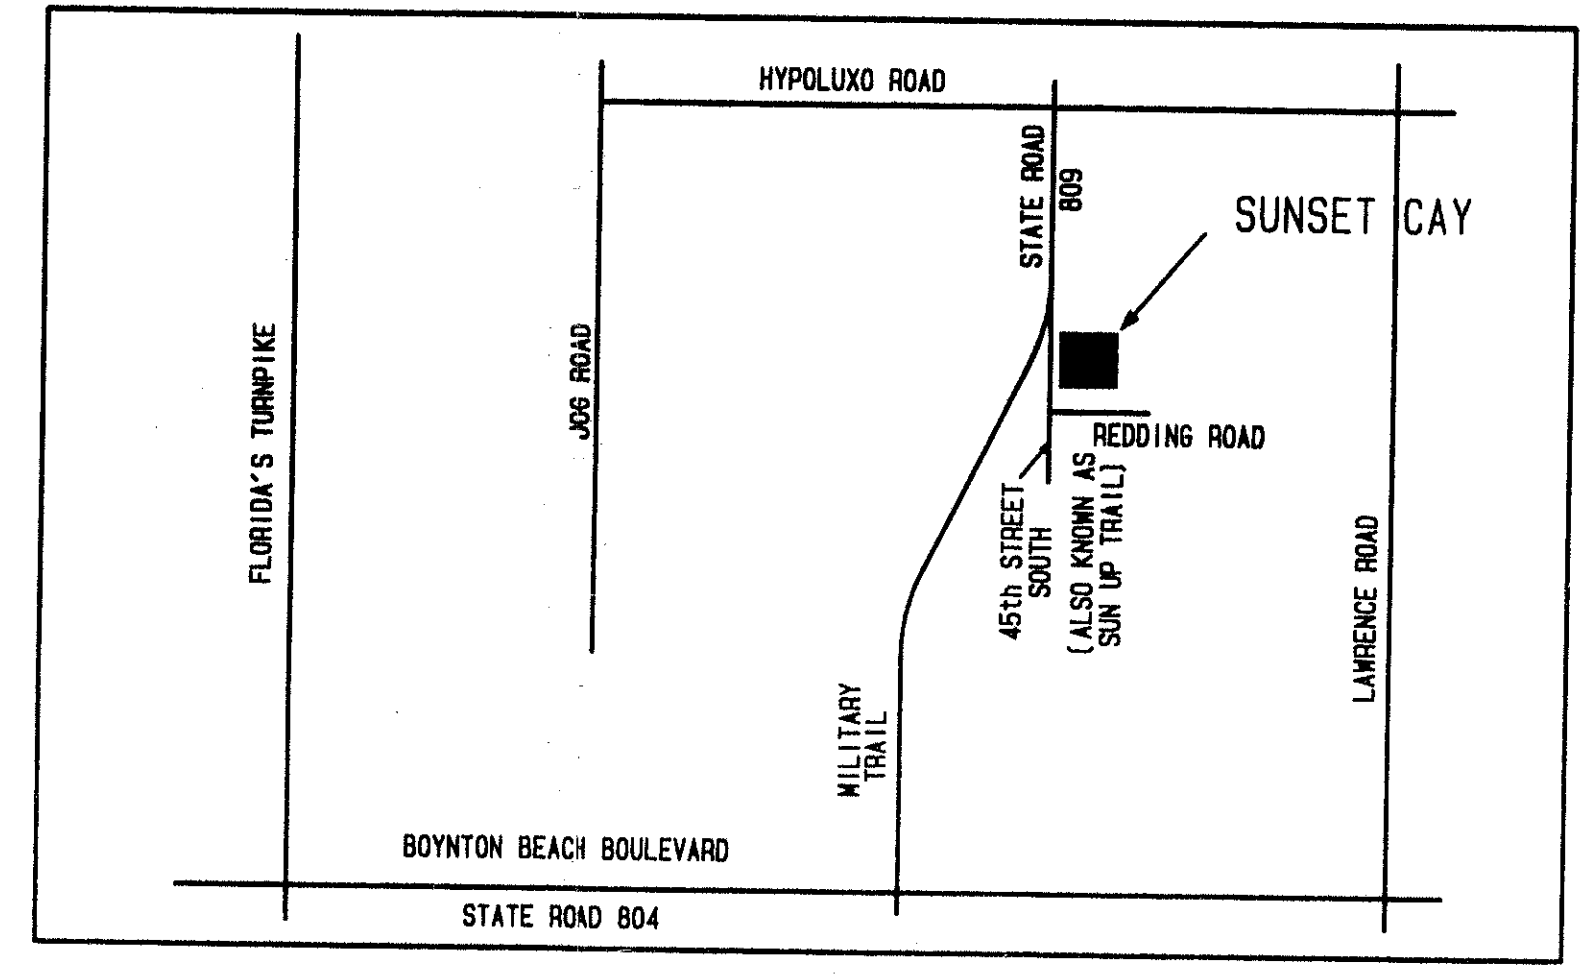 HYPOLUXO ROAD
STATE ROAD
809
SUNSET CAY
FLORIDA'S TURNPIKE
JOG ROAD
REDDING ROAD
45th STREET
SOUTH
(ALSO KNOWN AS
SUN UP TRAIL)
LAWRENCE ROAD
MILITARY
TRAIL
BOYNTON BEACH BOULEVARD
STATE ROAD 804